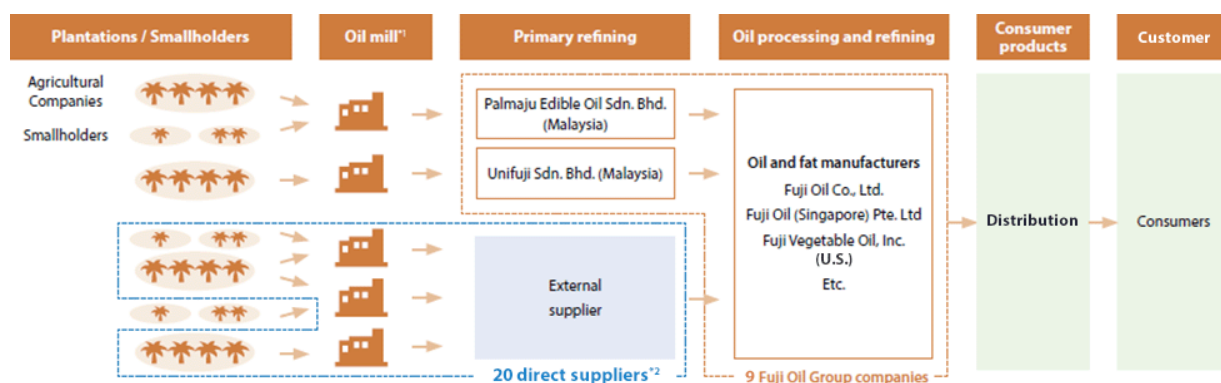 Plantations / Smallholders
Oil mill*1
Primary refining
Oil processing and refining
Consumer
products
Customer
Agricultural
Companies
Smallholders
Palmaju Edible Oil Sdn. Bhd.
(Malaysia)
Unifuji Sdn. Bhd. (Malaysia)
External
supplier
20 direct suppliers*2
Oil and fat manufacturers
Fuji Oil Co., Ltd.
Fuji Oil (Singapore) Pte. Ltd
Fuji Vegetable Oil, Inc.
(U.S.)
Etc.
9 Fuji Oil Group companies
Distribution
Consumers